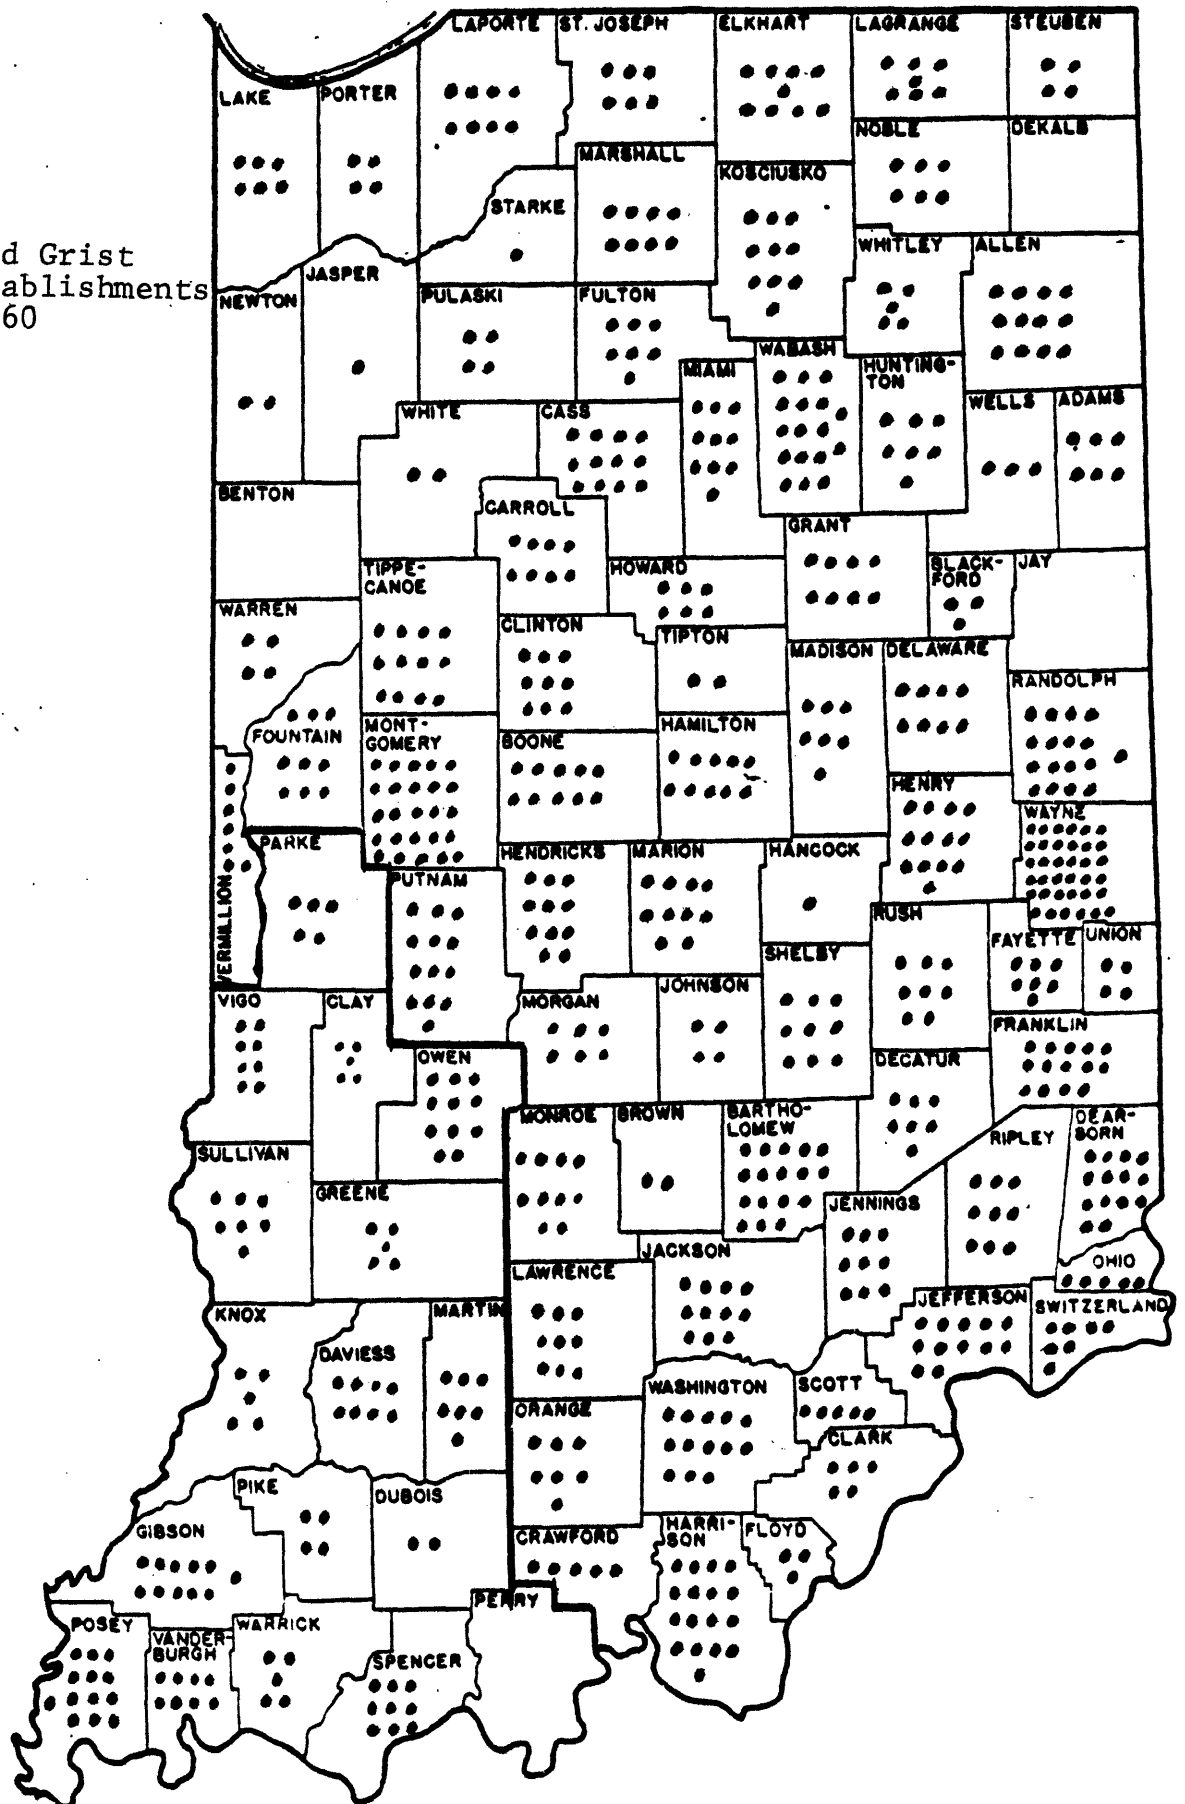 LAPORTE
ST. JOSEPH
ELKHART
LAGRANGE
STEUBEN
LAKE
PORTER
NOBLE
DEKALB
MARSHALL
KOSCIUSKO
STARKE
d Grist
ablishments
60
WHITLEY
ALLEN
JASPER
NEWTON
PULASKI
FULTON
WABASH
MIAMI
HUNTING-
TON
WELLS
ADAMS
WHITE
CASS
BENTON
CARROLL
GRANT
TIPPE-
CANOE
HOWARD
BLACK-
FORD
JAY
WARREN
CLINTON
TIPTON
MADISON
DELAWARE
RANDOLPH
FOUNTAIN
MONT-
GOMERY
BOONE
HAMILTON
HENRY
WAYNE
PARKE
HENDRICKS
MARION
HANCOCK
PUTNAM
VERMILLION
RUSH
FAYETTE
UNION
SHELBY
VIGO
CLAY
MORGAN
JOHNSON
FRANKLIN
OWEN
DECATUR
MONROE
BROWN
BARTHO-
LOMEW
DEAR-
BORN
RIPLEY
SULLIVAN
GREENE
JENNINGS
JACKSON
OHIO
LAWRENCE
KNOX
MARTIN
JEFFERSON
SWITZERLAND
DAVIESS
WASHINGTON
SCOTT
ORANGE
CLARK
PIKE
DUBOIS
GIBSON
CRAWFORD
HARRI-
SON
FLOYD
PERRY
POSEY
VANDER-
BURGH
WARRICK
SPENCER